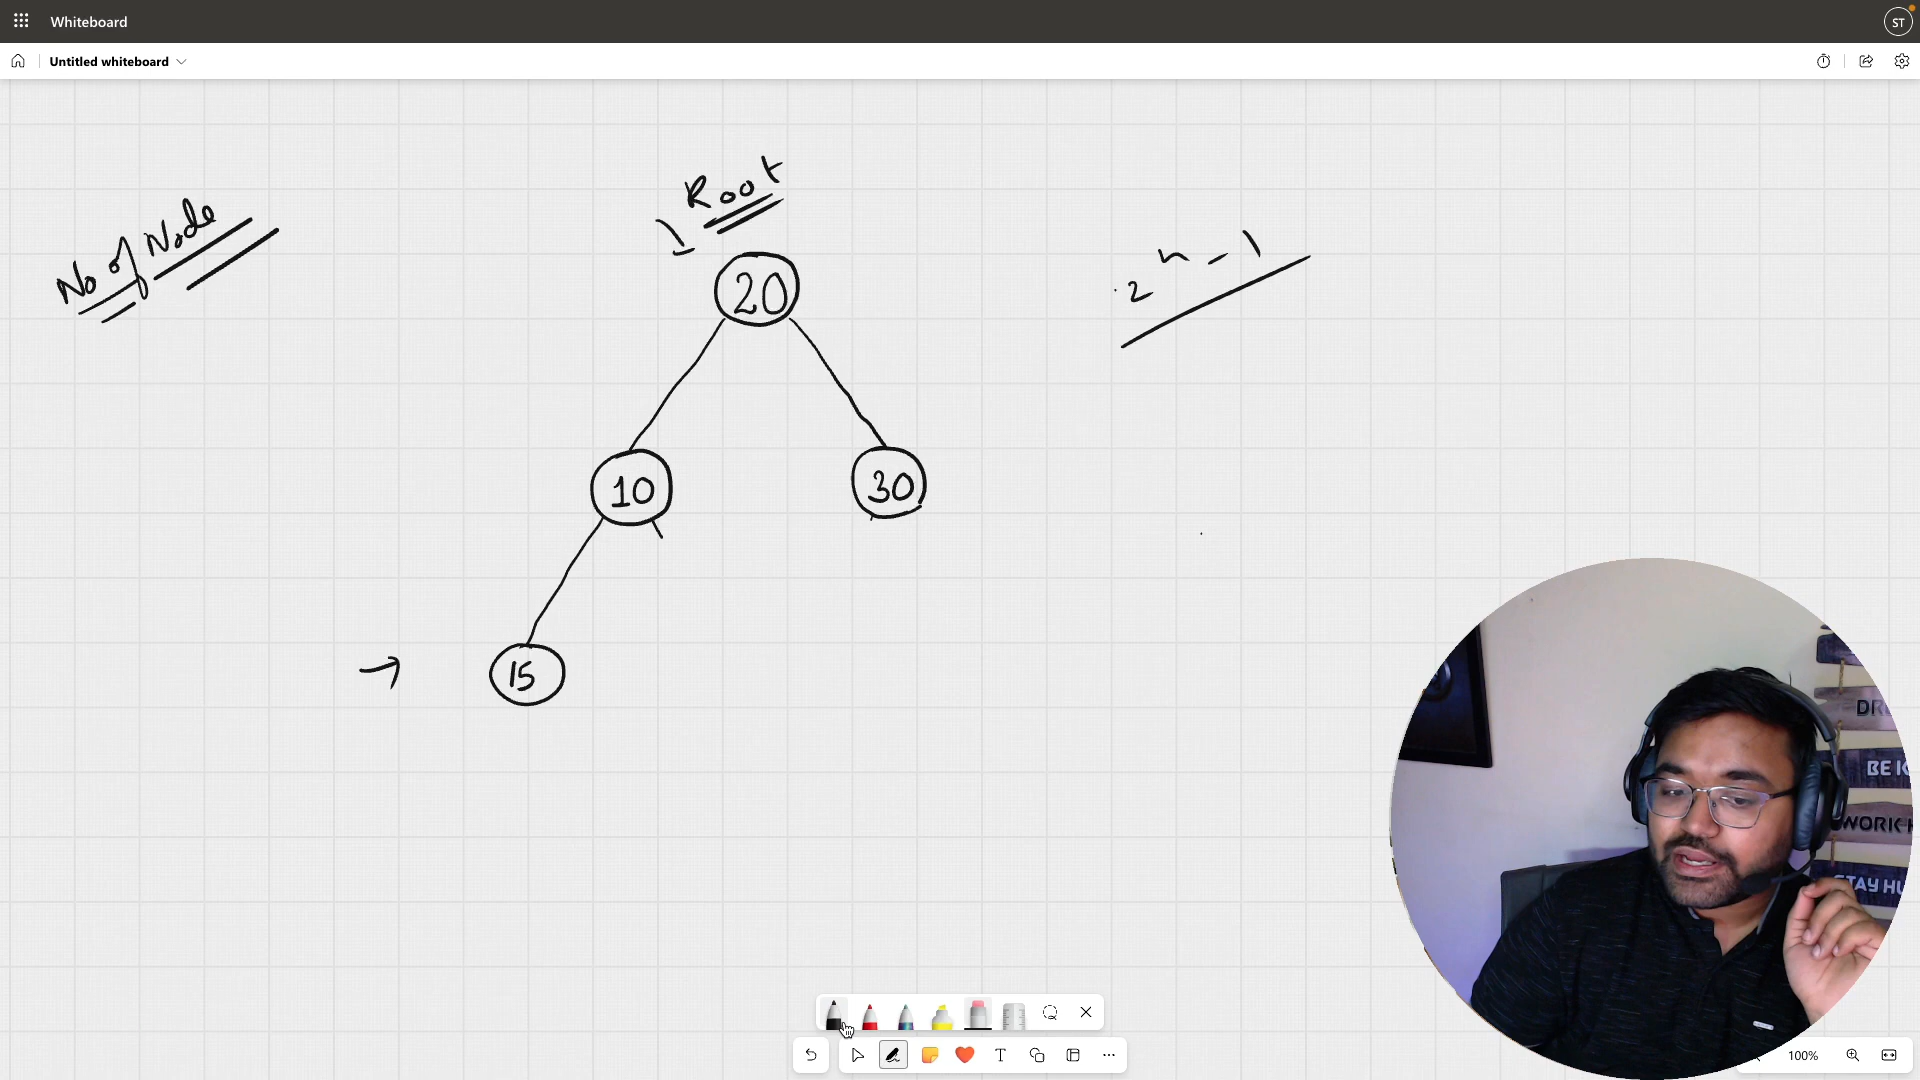 Whiteboard
ST
Untitled whiteboard
No of Node
Root
20
2^n - 1
10
30
15
DR
BE
WORK H
STAY HU
T
100%